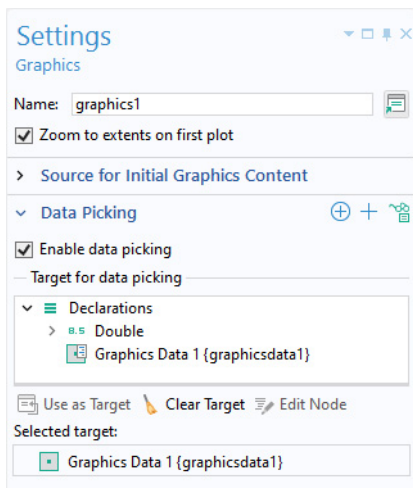 Settings
Graphics
Name: graphics1
Zoom to extents on first plot
Source for Initial Graphics Content
Data Picking
Enable data picking
Target for data picking
Declarations
8.5 Double
Graphics Data 1 {graphicsdata1}
Use as Target Clear Target Edit Node
Selected target:
Graphics Data 1 {graphicsdata1}